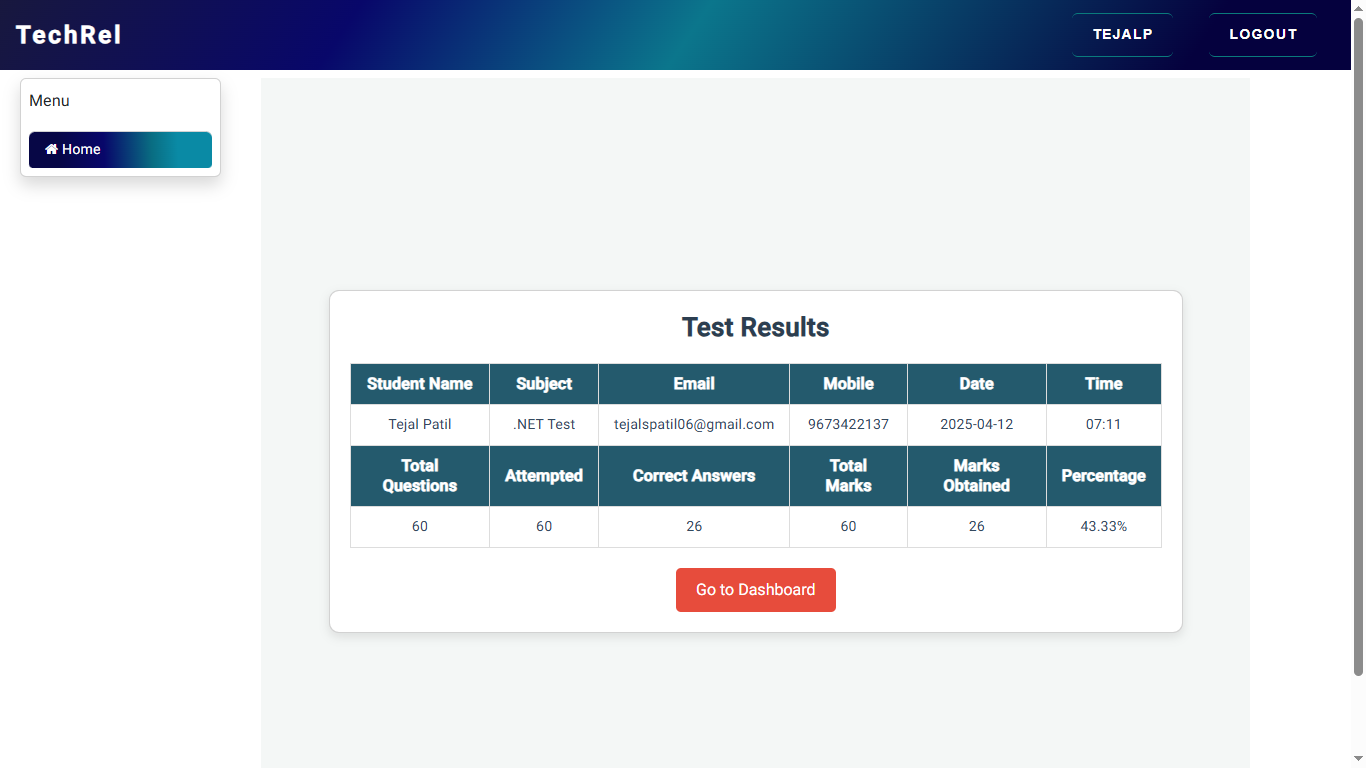 TechRel
TEJALP
LOGOUT
Menu
Home
Test Results
Student Name Subject Email Mobile Date Time
Tejal Patil .NET Test tejalspatil06@gmail.com 9673422137 2025-04-12 07:11
Total Questions Attempted Correct Answers Total Marks Marks Obtained Percentage
60 60 26 60 26 43.33%
Go to Dashboard